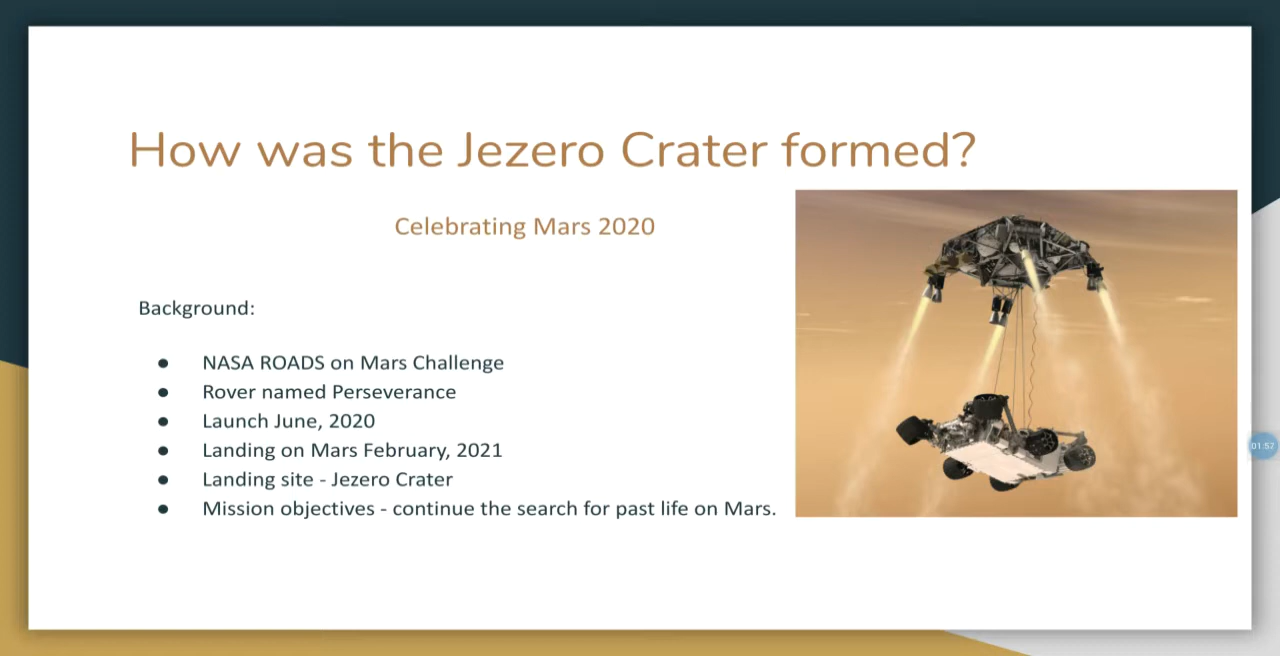 How was the Jezero Crater formed?
Celebrating Mars 2020
Background:
● NASA ROADS on Mars Challenge
● Rover named Perseverance
● Launch June, 2020
● Landing on Mars February, 2021
● Landing site - Jezero Crater
● Mission objectives - continue the search for past life on Mars.
01:57